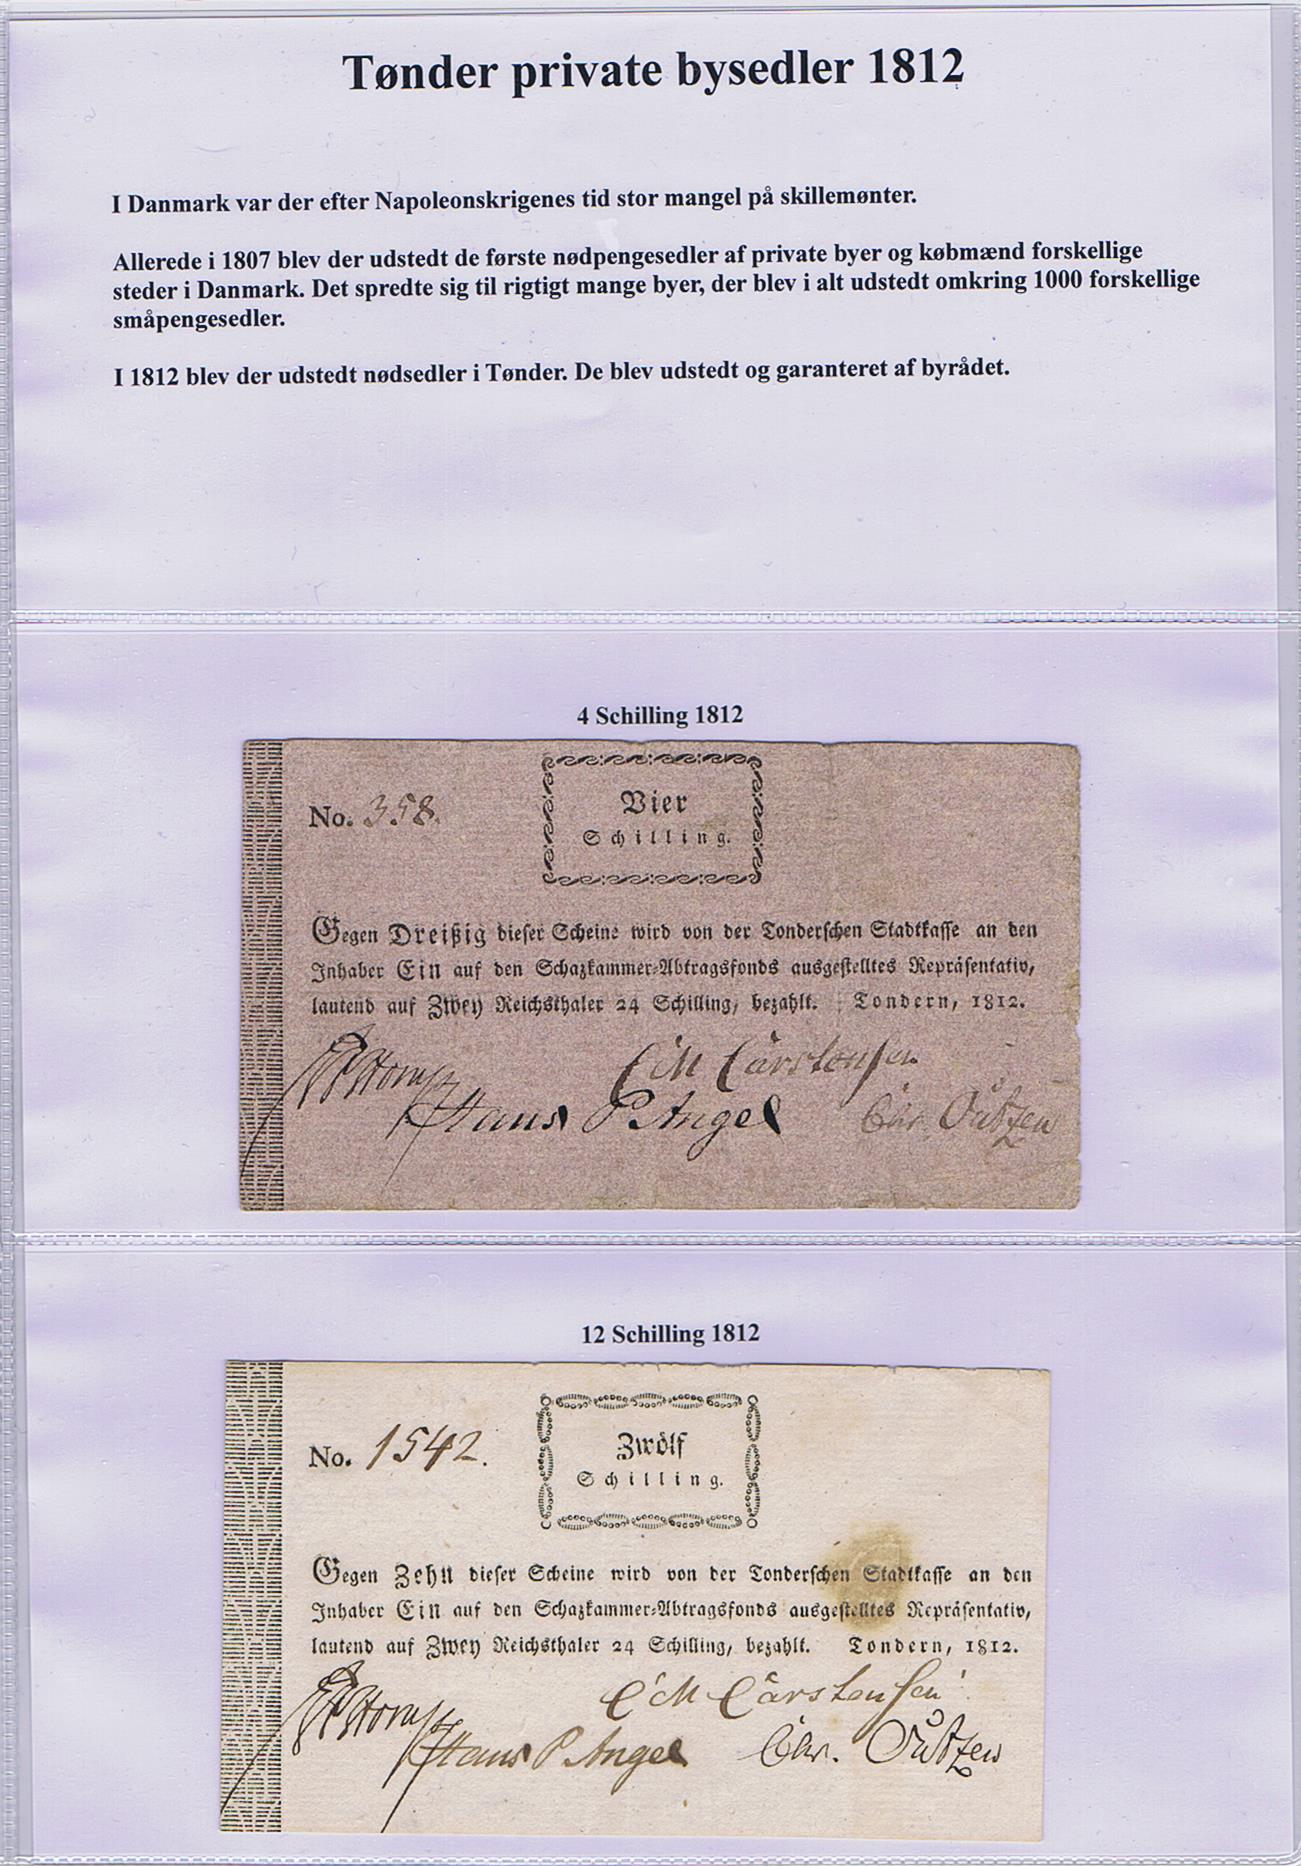 Tønder private bysedler 1812
I Danmark var der efter Napoleonskrigenes tid stor mangel på skillemønter.
Allerede i 1807 blev der udstedt de første nødpengesedler af private byer og købmænd forskellige
steder i Danmark. Det spredte sig til rigtigt mange byer, der blev i alt udstedt omkring 1000 forskellige
småpengesedler.
I 1812 blev der udstedt nødsedler i Tønder. De blev udstedt og garanteret af byrådet.
4 Schilling 1812
No. 358.
Vier
Schilling.
Gegen Dreißig dieser Scheine wird von der Tonderschen Stadtkasse an den
Inhaber Ein auf den Schazkammer-Abtragsfonds ausgestelltes Repräsentativ,
lautend auf Zwey Reichsthaler 24 Schilling, bezahlt. Tondern, 1812.
Carstensen
Hans P Angel
Chr.
12 Schilling 1812
No. 1542.
Zwölf
Schilling.
Gegen Zehn dieser Scheine wird von der Tonderschen Stadtkasse an den
Inhaber Ein auf den Schazkammer-Abtragsfonds ausgestelltes Repräsentativ,
lautend auf Zwey Reichsthaler 24 Schilling, bezahlt. Tondern, 1812.
Carstensen
Hans P Angel
Chr.